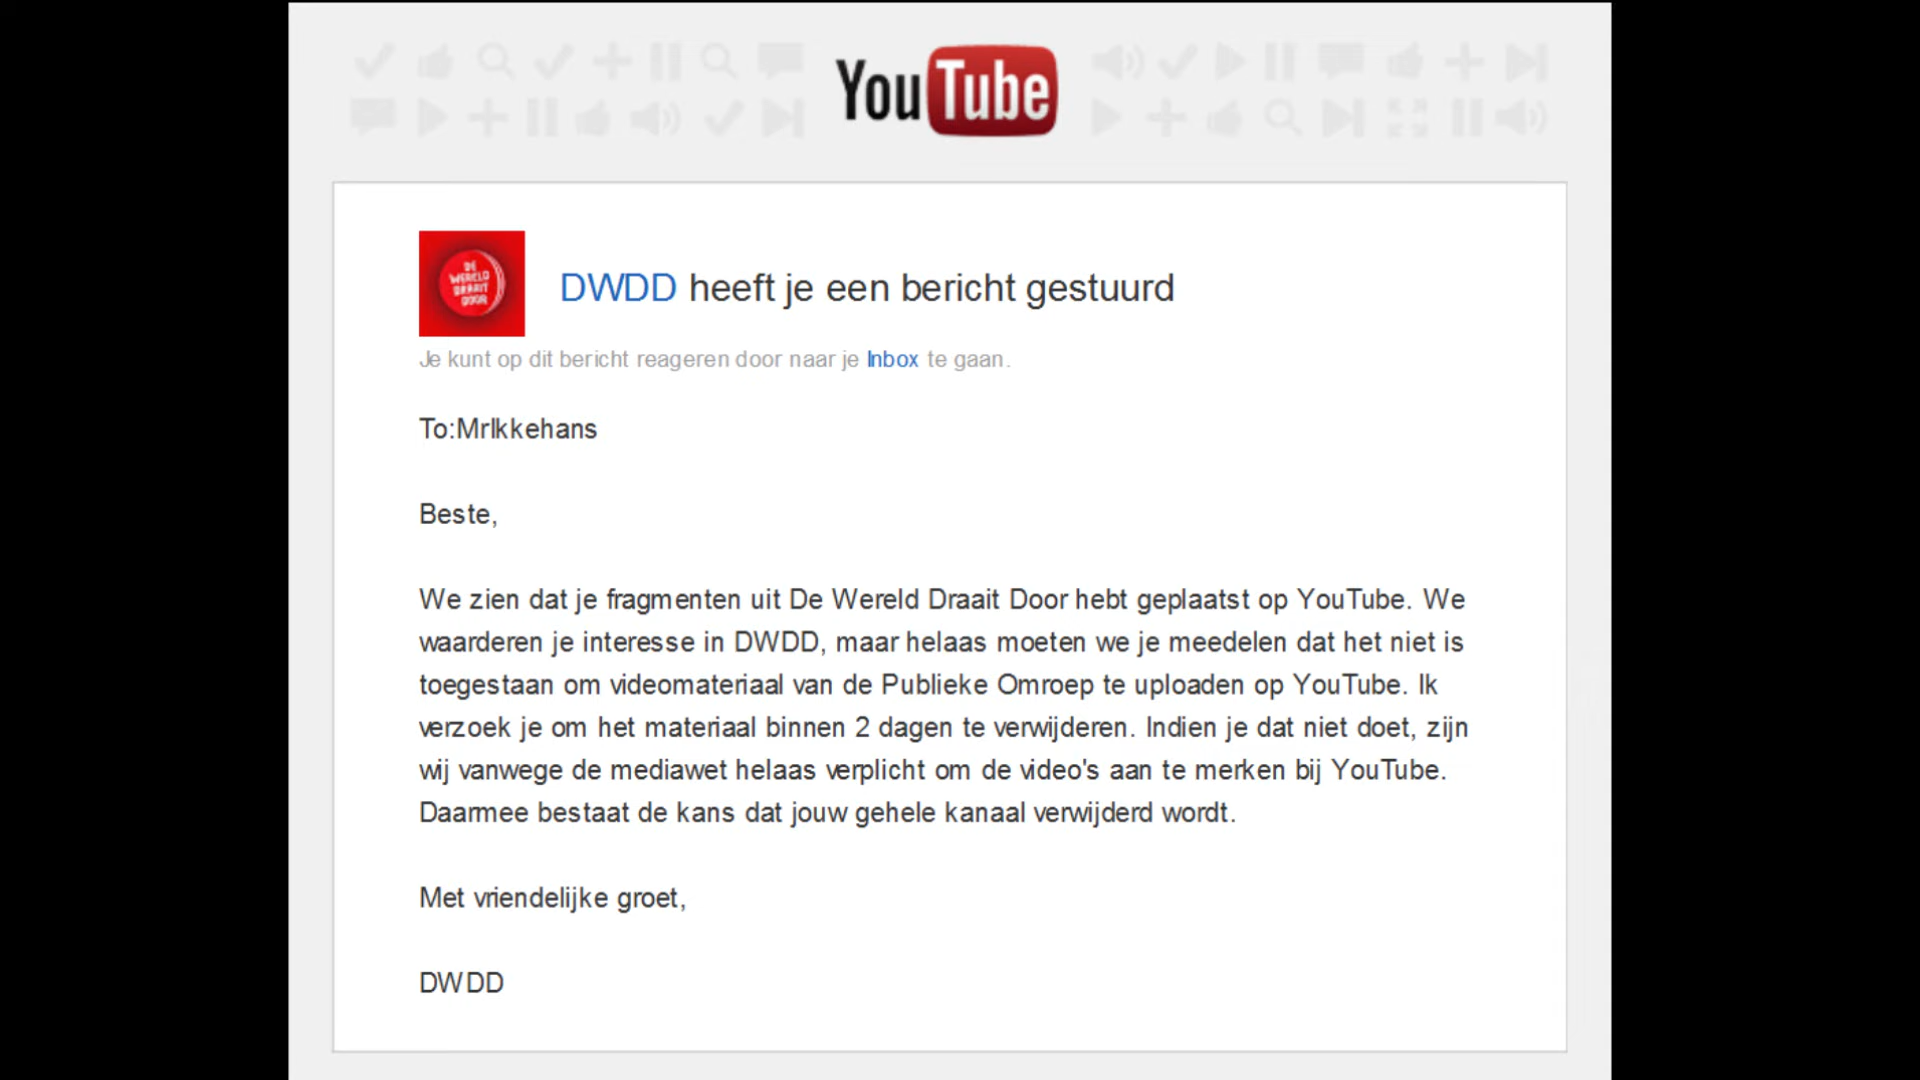 YouTube
DE
WERELD
DRAAIT
DOOR
DWDD heeft je een bericht gestuurd
Je kunt op dit bericht reageren door naar je Inbox te gaan.
To:MrIkkehans
Beste,
We zien dat je fragmenten uit De Wereld Draait Door hebt geplaatst op YouTube. We
waarderen je interesse in DWDD, maar helaas moeten we je meedelen dat het niet is
toegestaan om videomateriaal van de Publieke Omroep te uploaden op YouTube. Ik
verzoek je om het materiaal binnen 2 dagen te verwijderen. Indien je dat niet doet, zijn
wij vanwege de mediawet helaas verplicht om de video's aan te merken bij YouTube.
Daarmee bestaat de kans dat jouw gehele kanaal verwijderd wordt.
Met vriendelijke groet,
DWDD